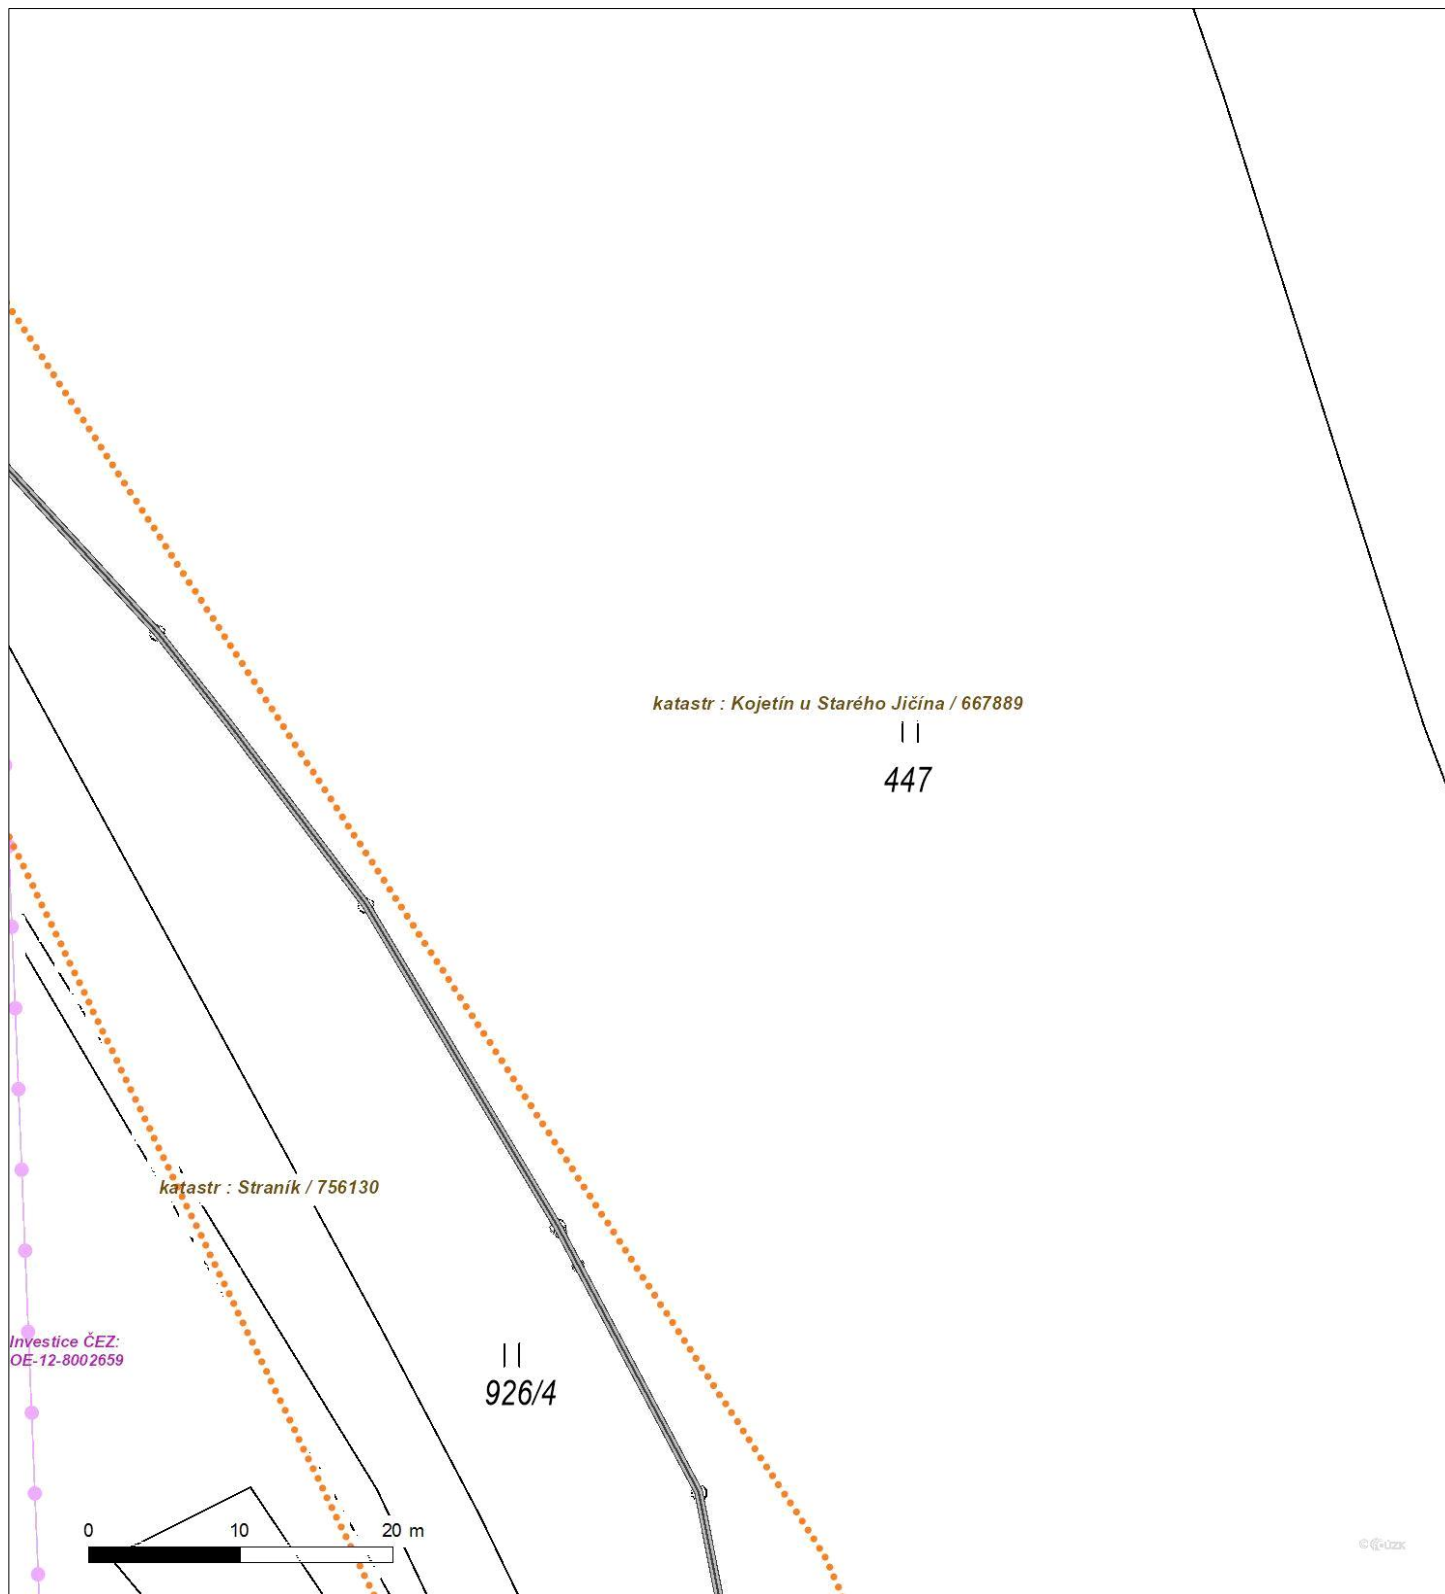 katastr : Kojetín u Starého Jičína / 667889
447
katastr : Straník / 756130
Investice ČEZ:
OE-12-8002659
926/4
0 10 20 m
© ČÚZK